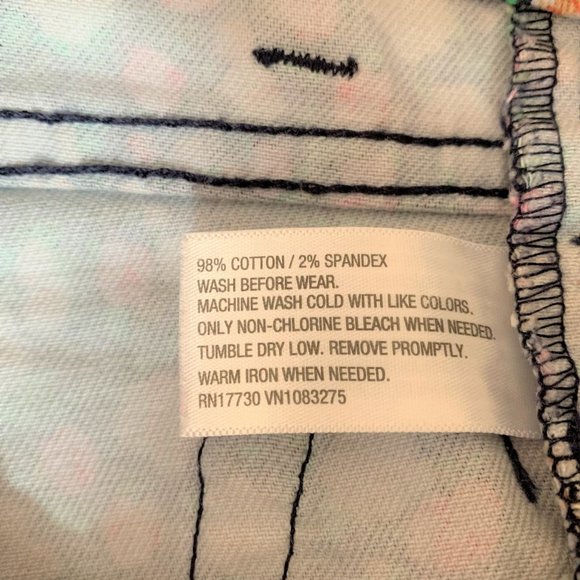 98% COTTON / 2% SPANDEX
WASH BEFORE WEAR.
MACHINE WASH COLD WITH LIKE COLORS.
ONLY NON-CHLORINE BLEACH WHEN NEEDED.
TUMBLE DRY LOW. REMOVE PROMPTLY.
WARM IRON WHEN NEEDED.
RN17730 VN1083275